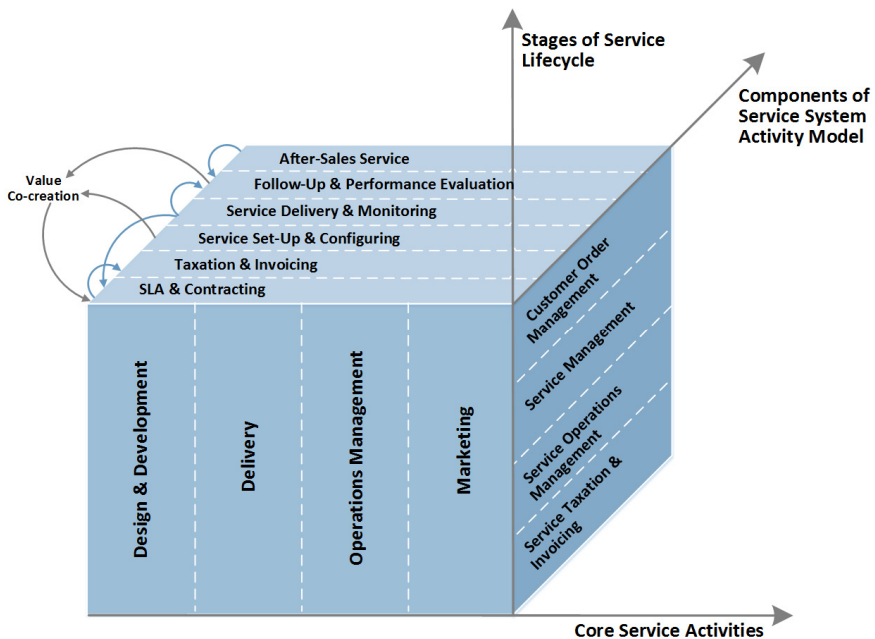 Stages of Service
Lifecycle
Components of
Service System
Activity Model
Value
Co-creation
After-Sales Service
Follow-Up & Performance Evaluation
Service Delivery & Monitoring
Service Set-Up & Configuring
Taxation & Invoicing
SLA & Contracting
Design & Development
Delivery
Operations Management
Marketing
Customer Order
Management
Service Management
Service Operations
Management
Service Taxation &
Invoicing
Core Service Activities